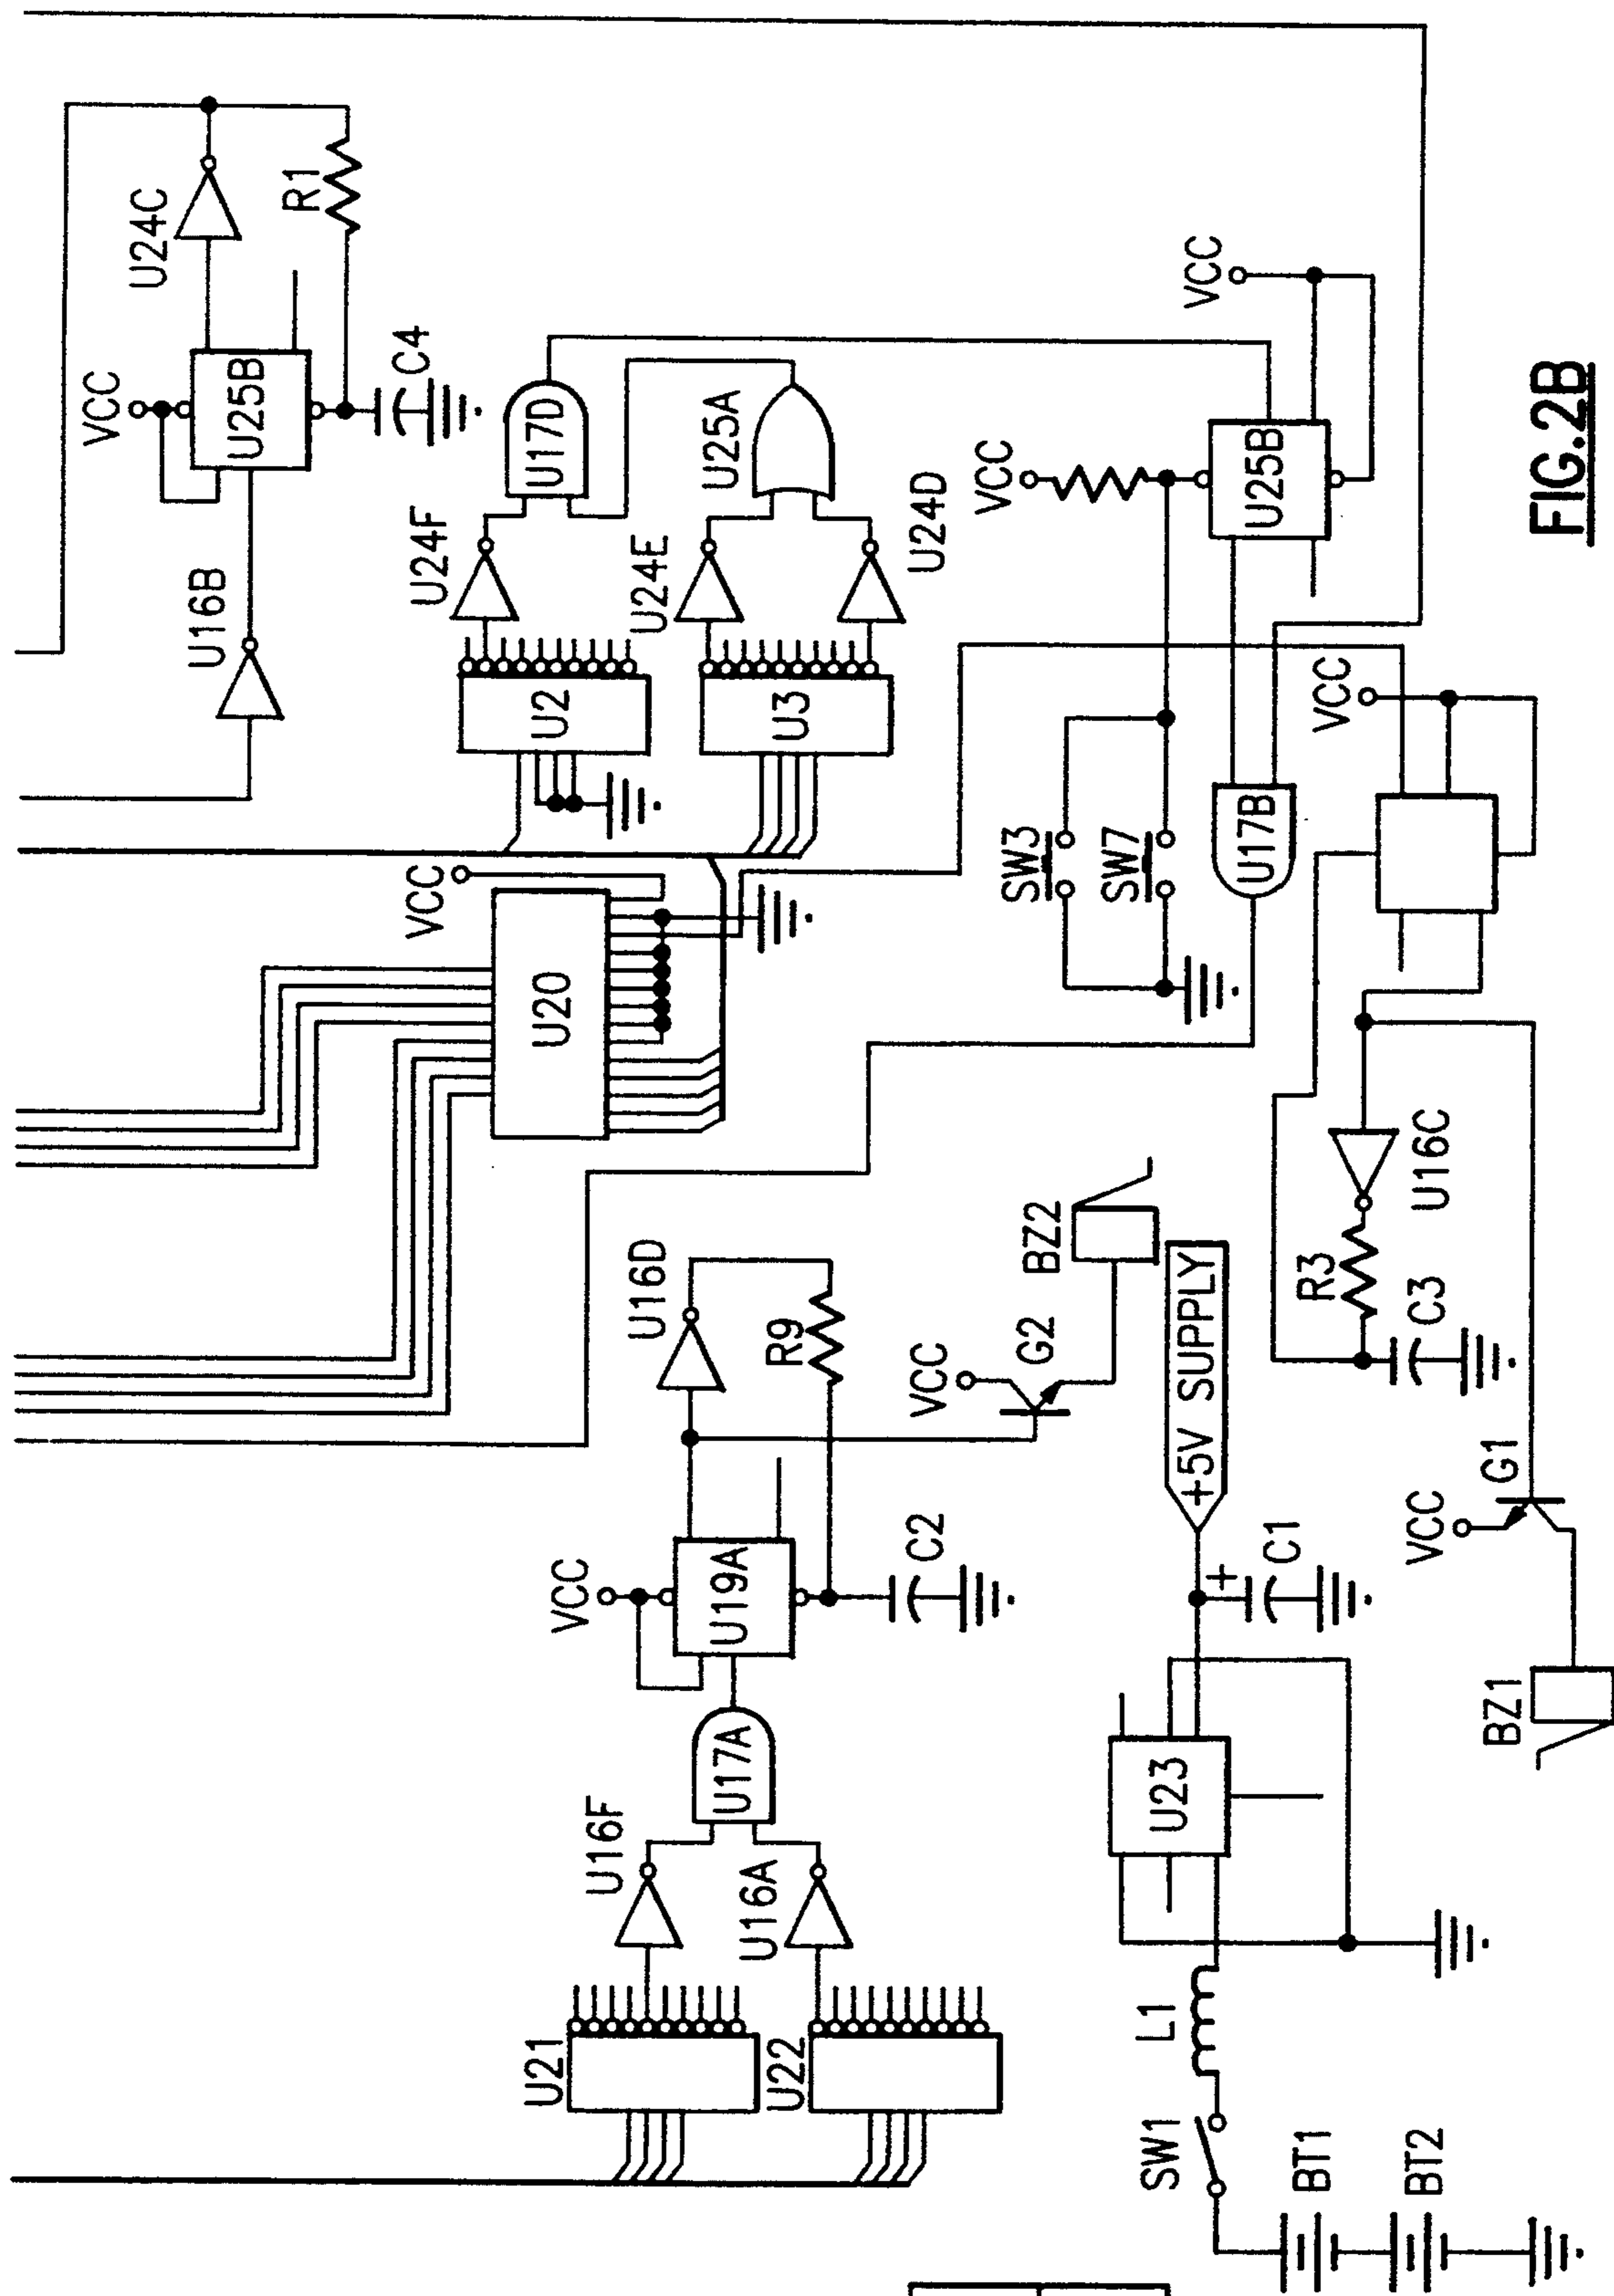 VCC
U24C
R1
U16B
U25B
C4
U24F
U17D
U2
U24E
U25A
U3
U24D
VCC
U20
VCC
SW3
SW7
U25B
VCC
U17B
VCC
U16D
R9
VCC
U19A
C2
VCC
G2
BZ2
U16F
U17A
U16A
U21
U22
+5V SUPPLY
+
C1
U23
L1
SW1
BT1
BT2
U16C
R3
C3
VCC
G1
BZ1
FIG.2B